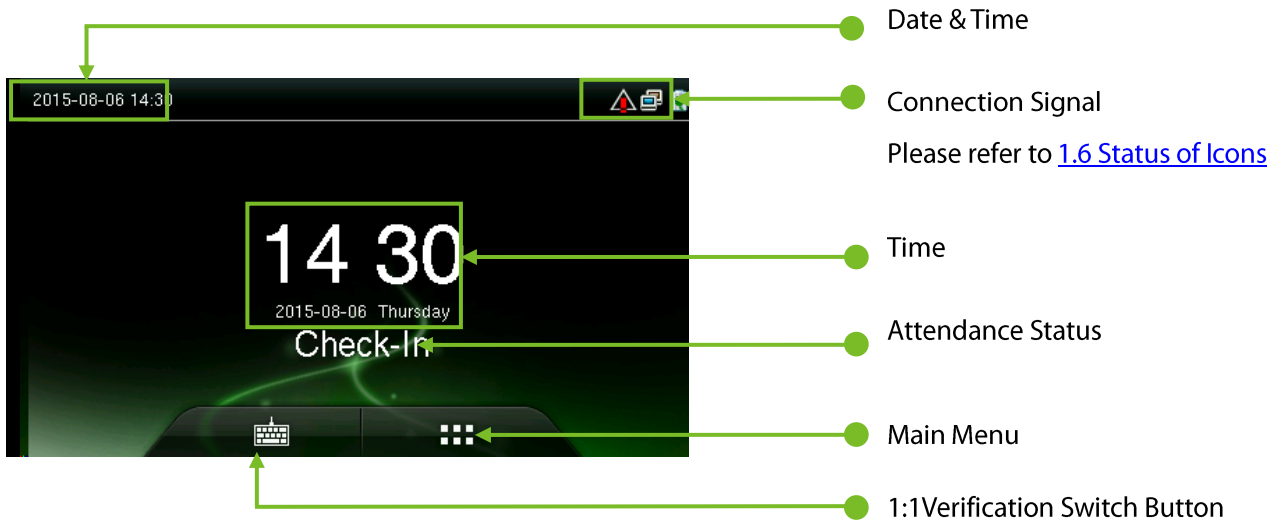 Date & Time
2015-08-06 14:30
Connection Signal
Please refer to 1.6 Status of Icons
14 30
Time
2015-08-06 Thursday
Check-In
Attendance Status
Main Menu
1:1Verification Switch Button